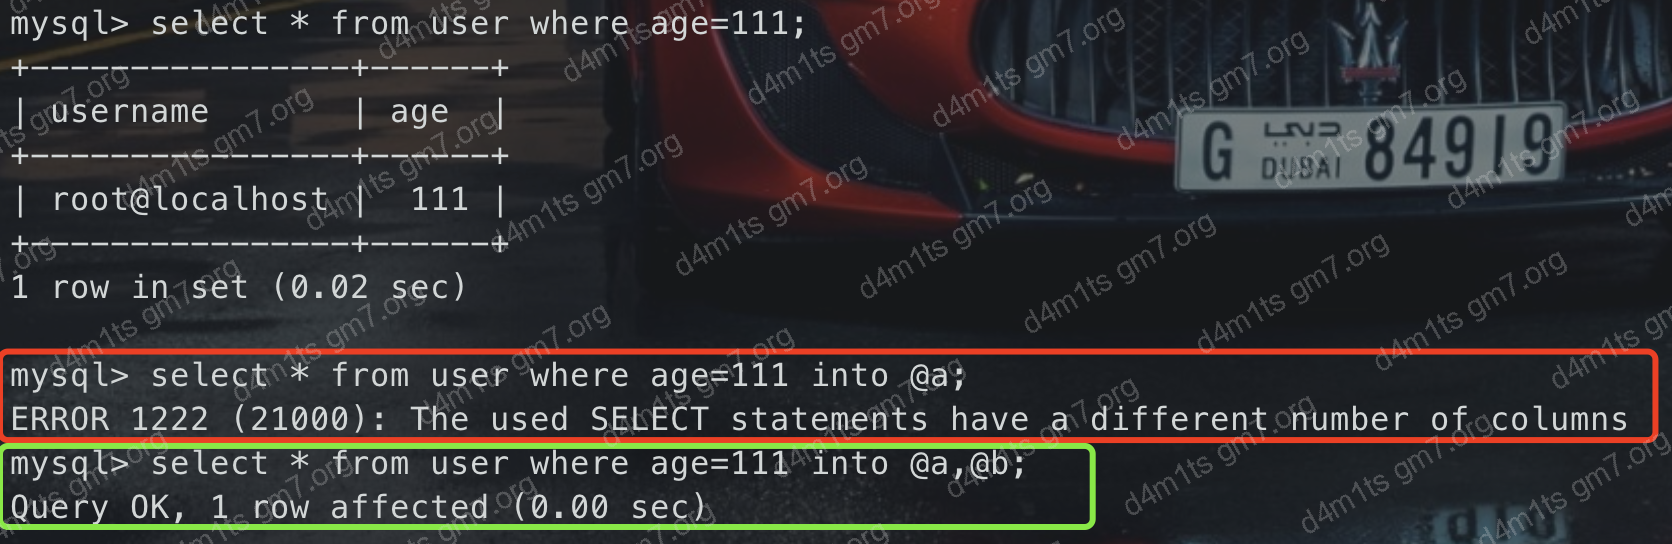 mysql> select * from user where age=111;
+---------------+------+
| username      | age  |
+---------------+------+
| root@localhost |  111 |
+---------------+------+
1 row in set (0.02 sec)
G DUBAI 84919
mysql> select * from user where age=111 into @a;
ERROR 1222 (21000): The used SELECT statements have a different number of columns
mysql> select * from user where age=111 into @a,@b;
Query OK, 1 row affected (0.00 sec)
d4m1ts gm7.org